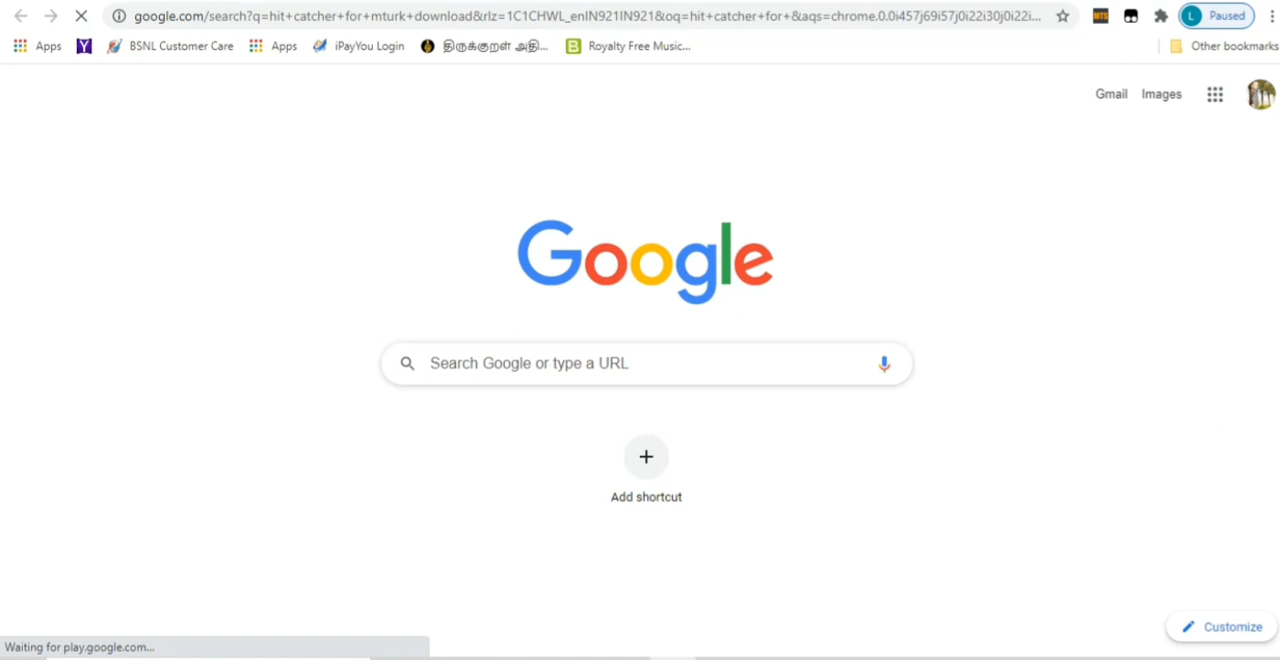 google.com/search?q=hit+catcher+for+mturk+download&rlz=1C1CHWL_enIN921IN921&oq=hit+catcher+for+&aqs=chrome.0.0i457j69i57j0i22i30j0i22i... MTS L Paused
Apps Y BSNL Customer Care Apps iPayYou Login திருக்குறள் அதி... B Royalty Free Music... Other bookmarks
Gmail Images
Google
Search Google or type a URL
Add shortcut
Customize
Waiting for play.google.com...